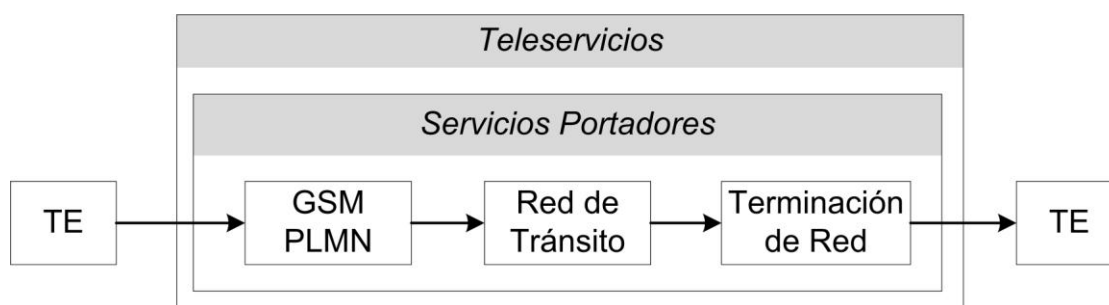 Teleservicios
Servicios Portadores
TE
GSM
PLMN
Red de
Tránsito
Terminación
de Red
TE